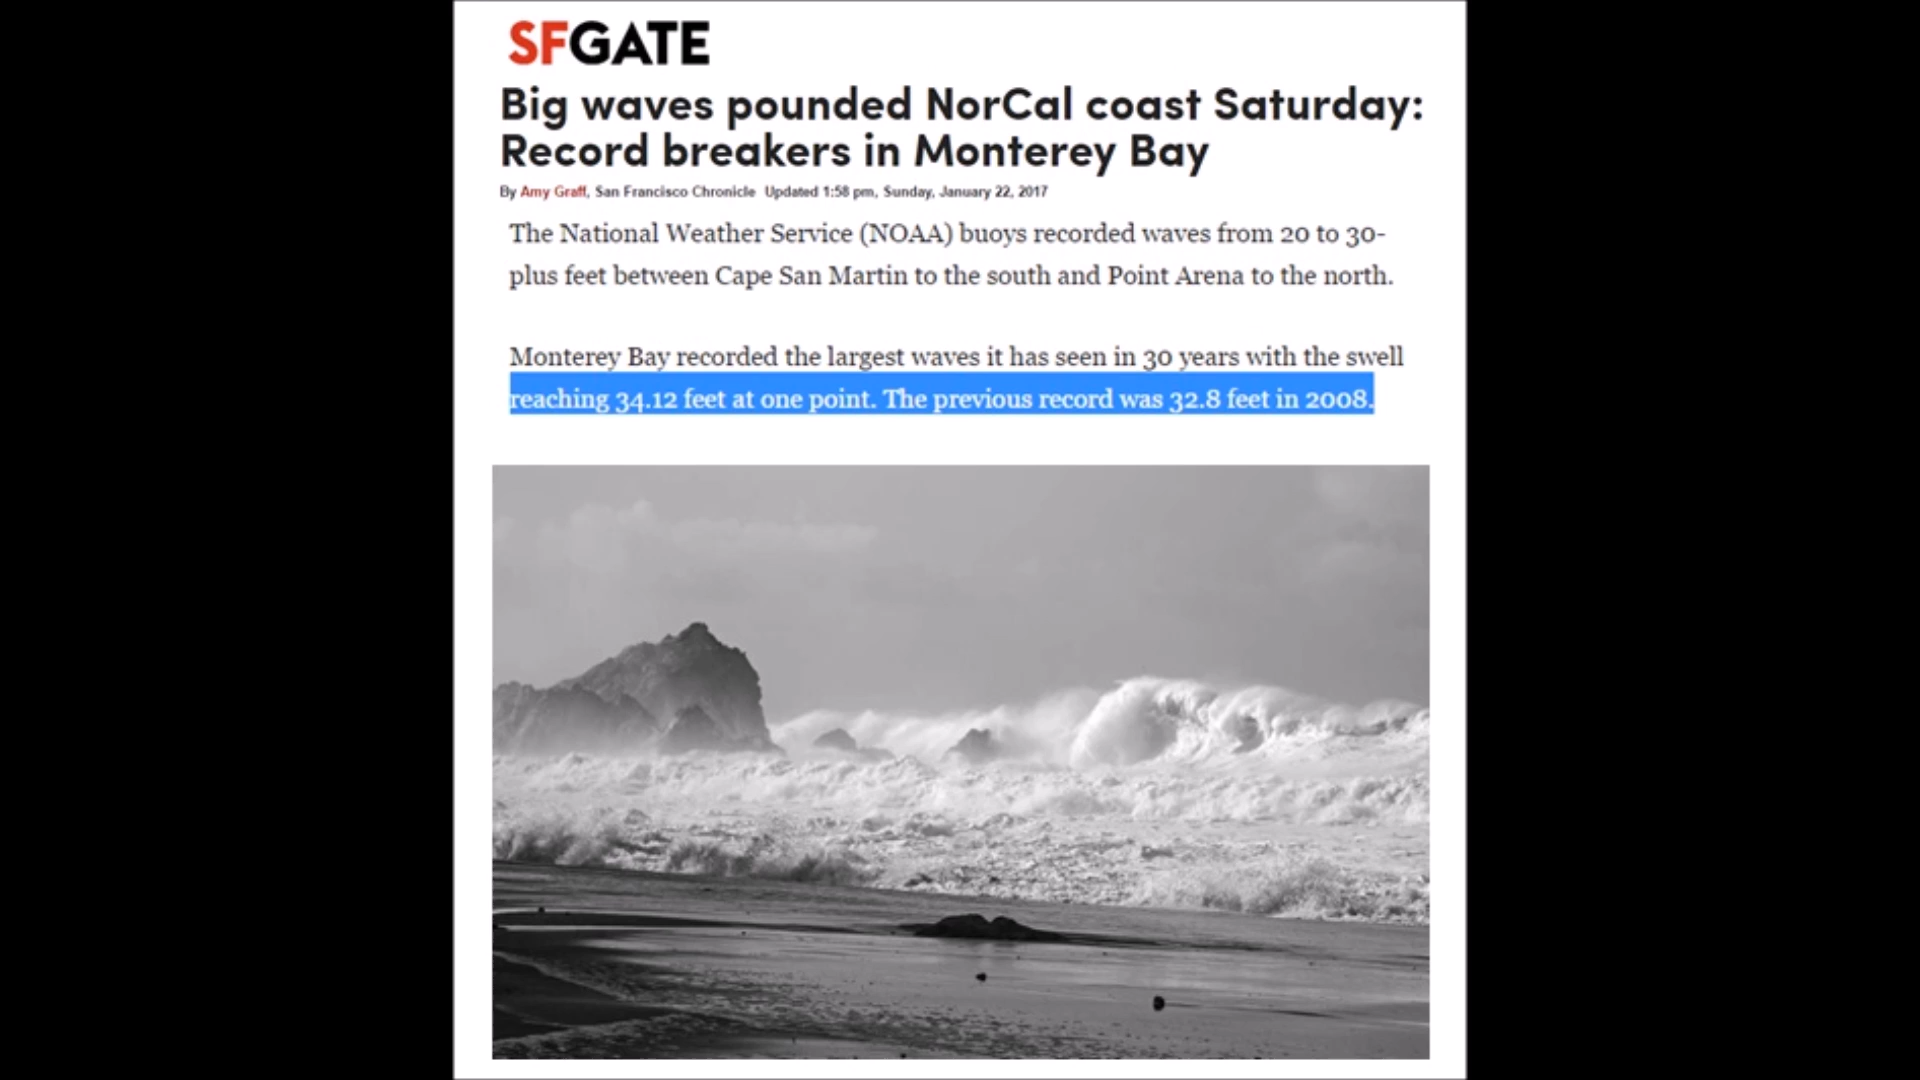 SFGATE
Big waves pounded NorCal coast Saturday:
Record breakers in Monterey Bay
By Amy Graff, San Francisco Chronicle Updated 1:58 pm, Sunday, January 22, 2017
The National Weather Service (NOAA) buoys recorded waves from 20 to 30-
plus feet between Cape San Martin to the south and Point Arena to the north.
Monterey Bay recorded the largest waves it has seen in 30 years with the swell
reaching 34.12 feet at one point. The previous record was 32.8 feet in 2008.